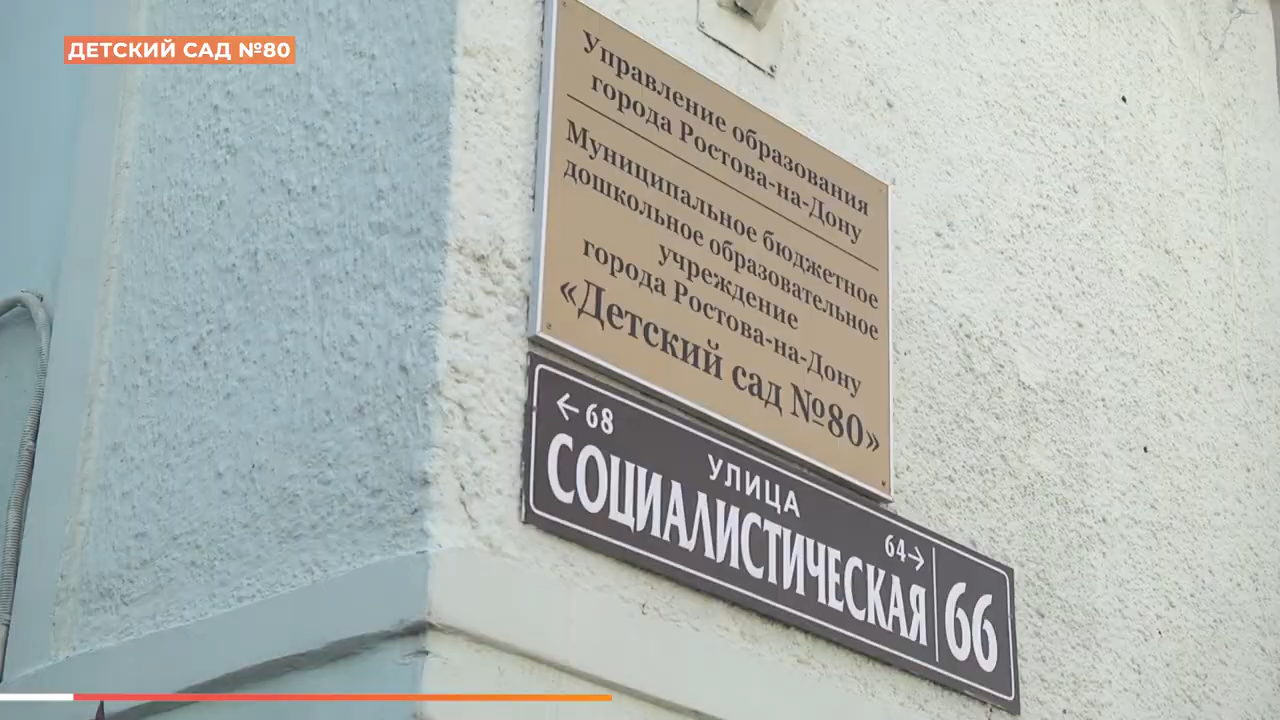 ДЕТСКИЙ САД №80
Управление образования
города Ростова-на-Дону
Муниципальное бюджетное
дошкольное образовательное
учреждение
города Ростова-на-Дону
«Детский сад №80»
←68
УЛИЦА
64→
СОЦИАЛИСТИЧЕСКАЯ
66